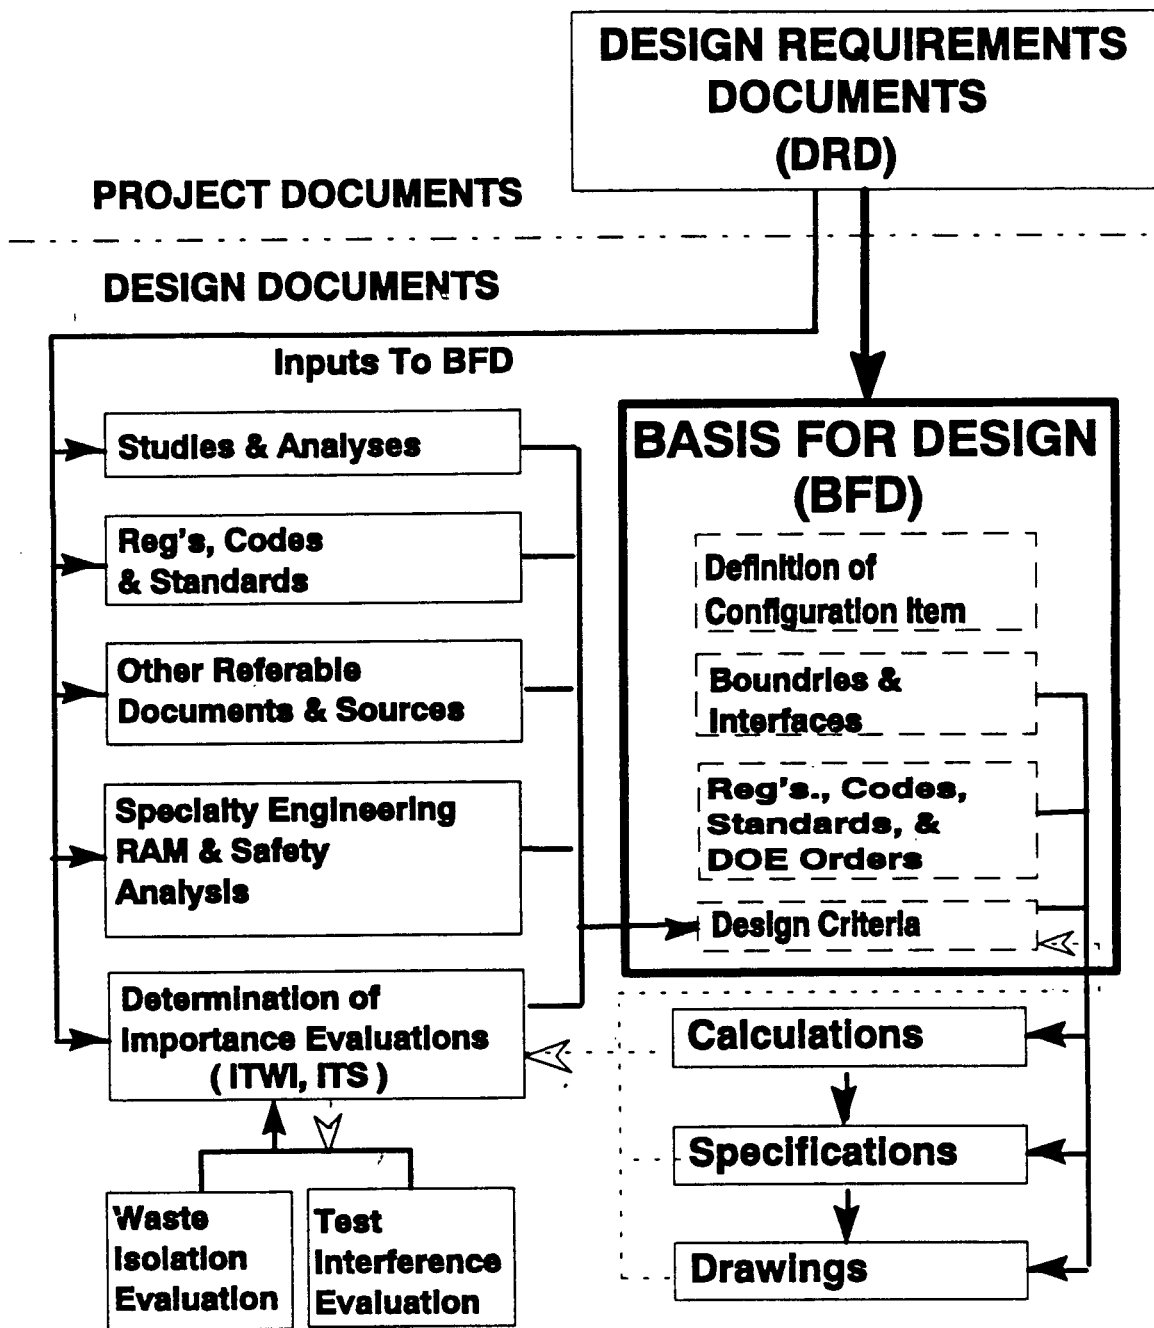 DESIGN REQUIREMENTS
DOCUMENTS
(DRD)
PROJECT DOCUMENTS
DESIGN DOCUMENTS
Inputs To BFD
Studies & Analyses
Reg's, Codes
& Standards
Other Referable
Documents & Sources
Specialty Engineering
RAM & Safety
Analysis
Determination of
Importance Evaluations
( ITWI, ITS )
Waste
Isolation
Evaluation
Test
Interference
Evaluation
BASIS FOR DESIGN
(BFD)
Definition of
Configuration Item
Boundries &
Interfaces
Reg's., Codes,
Standards, &
DOE Orders
Design Criteria
Calculations
Specifications
Drawings